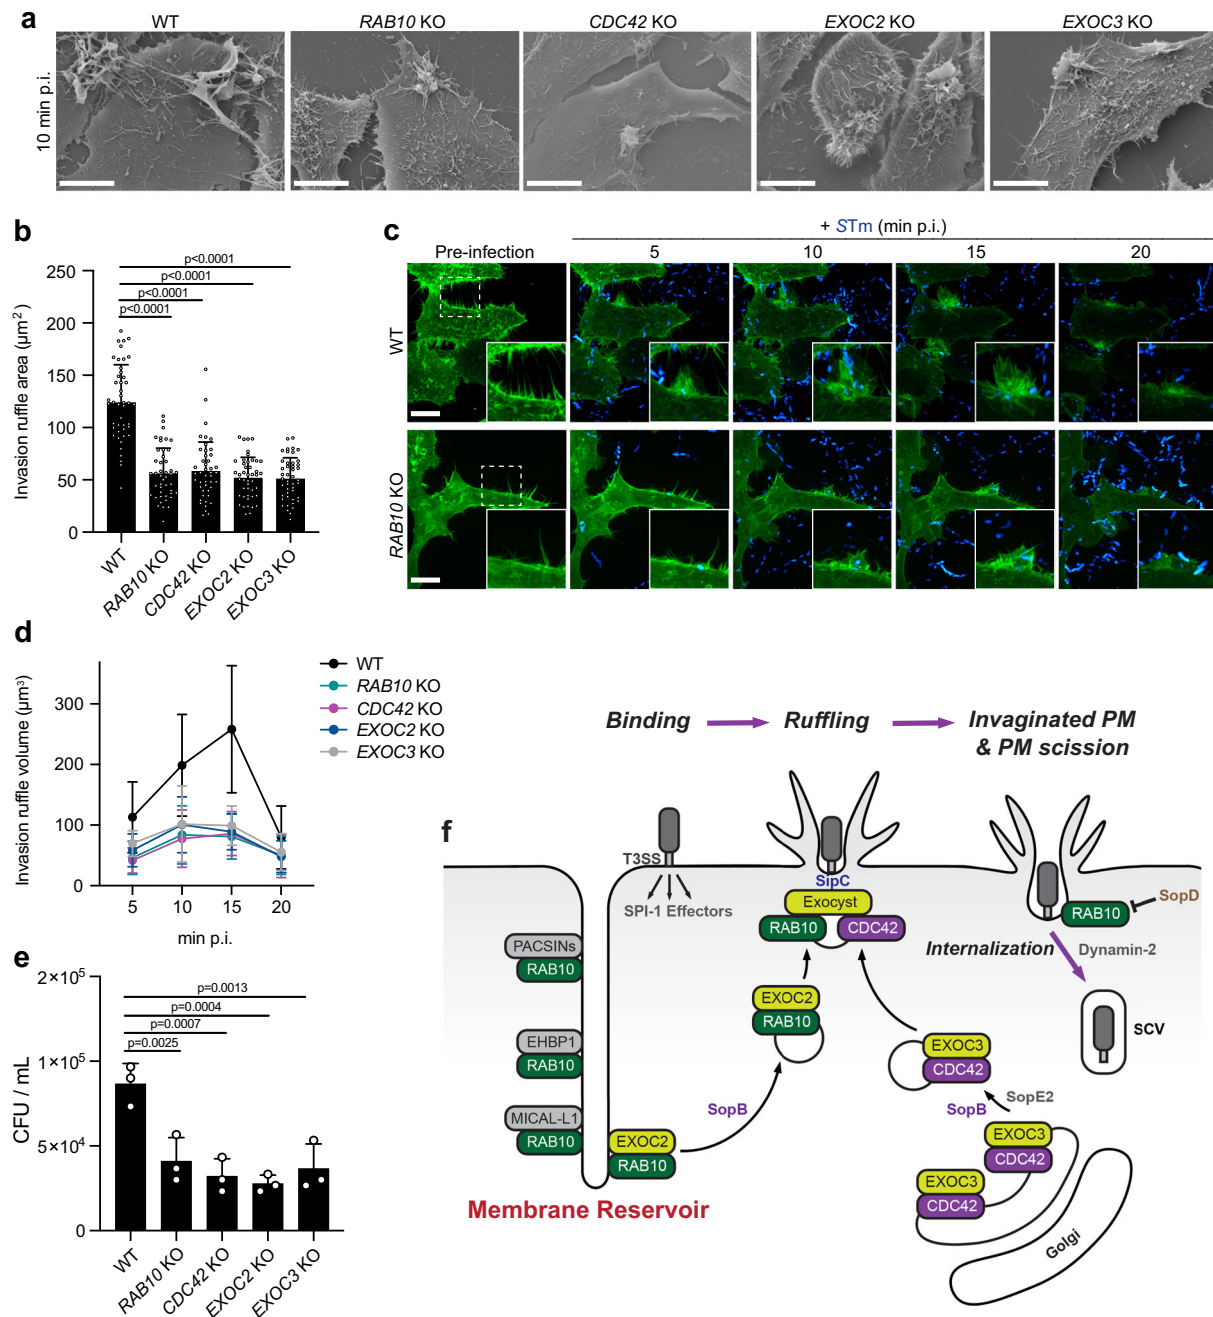 a
WT
RAB10 KO
CDC42 KO
EXOC2 KO
EXOC3 KO
10 min p.i.
b
p<0.0001
p<0.0001
p<0.0001
p<0.0001
Invasion ruffle area (µm²)
250
200
150
100
50
0
WT
RAB10 KO
CDC42 KO
EXOC2 KO
EXOC3 KO
c
+ STm (min p.i.)
Pre-infection
5
10
15
20
WT
RAB10 KO
d
Invasion ruffle volume (µm³)
300
200
100
0
5
10
15
20
min p.i.
WT
RAB10 KO
CDC42 KO
EXOC2 KO
EXOC3 KO
e
CFU / mL
2×10⁵
1×10⁵
5×10⁴
0
p=0.0013
p=0.0004
p=0.0007
p=0.0025
WT
RAB10 KO
CDC42 KO
EXOC2 KO
EXOC3 KO
f
Binding
Ruffling
Invaginated PM
& PM scission
T3SS
SPI-1 Effectors
SipC
Exocyst
RAB10
CDC42
RAB10
SopD
Internalization
Dynamin-2
SCV
PACSINs
RAB10
EHBP1
RAB10
MICAL-L1
RAB10
EXOC2
RAB10
SopB
EXOC2
RAB10
EXOC3
CDC42
SopB
SopE2
EXOC3
CDC42
EXOC3
CDC42
Golgi
Membrane Reservoir